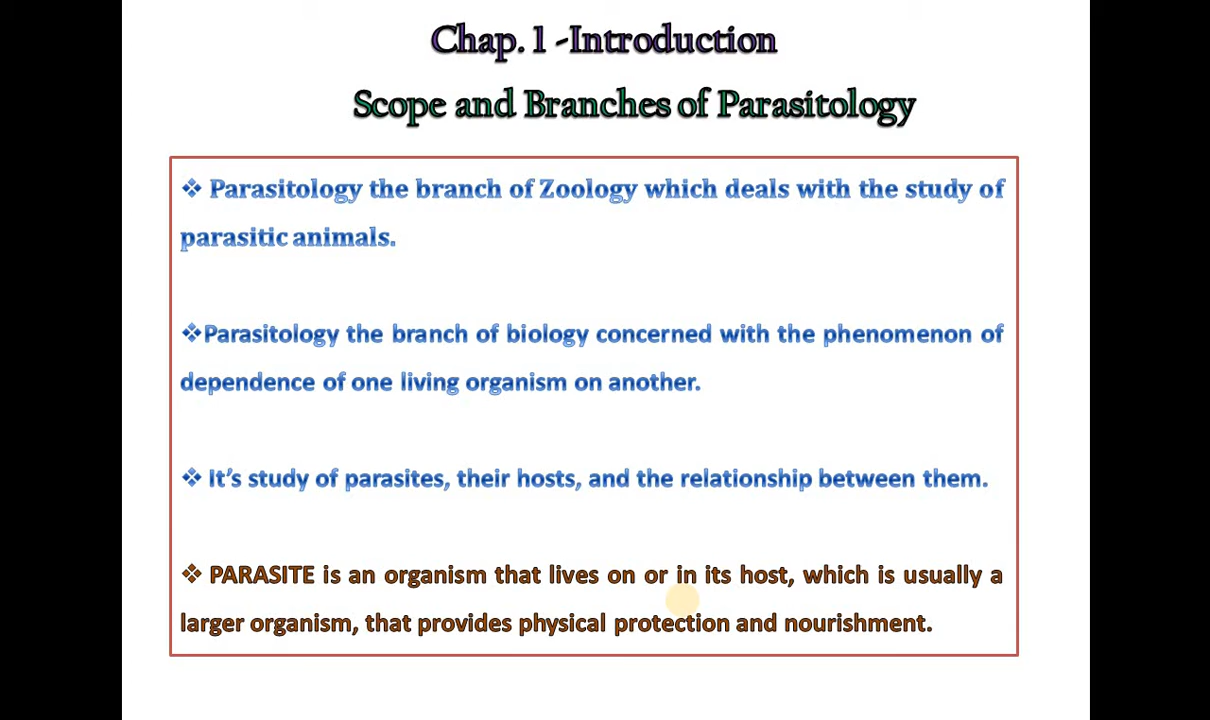 Chap. 1 -Introduction
Scope and Branches of Parasitology
❖ Parasitology the branch of Zoology which deals with the study of
parasitic animals.
❖Parasitology the branch of biology concerned with the phenomenon of
dependence of one living organism on another.
❖ It’s study of parasites, their hosts, and the relationship between them.
❖ PARASITE is an organism that lives on or in its host, which is usually a
larger organism, that provides physical protection and nourishment.